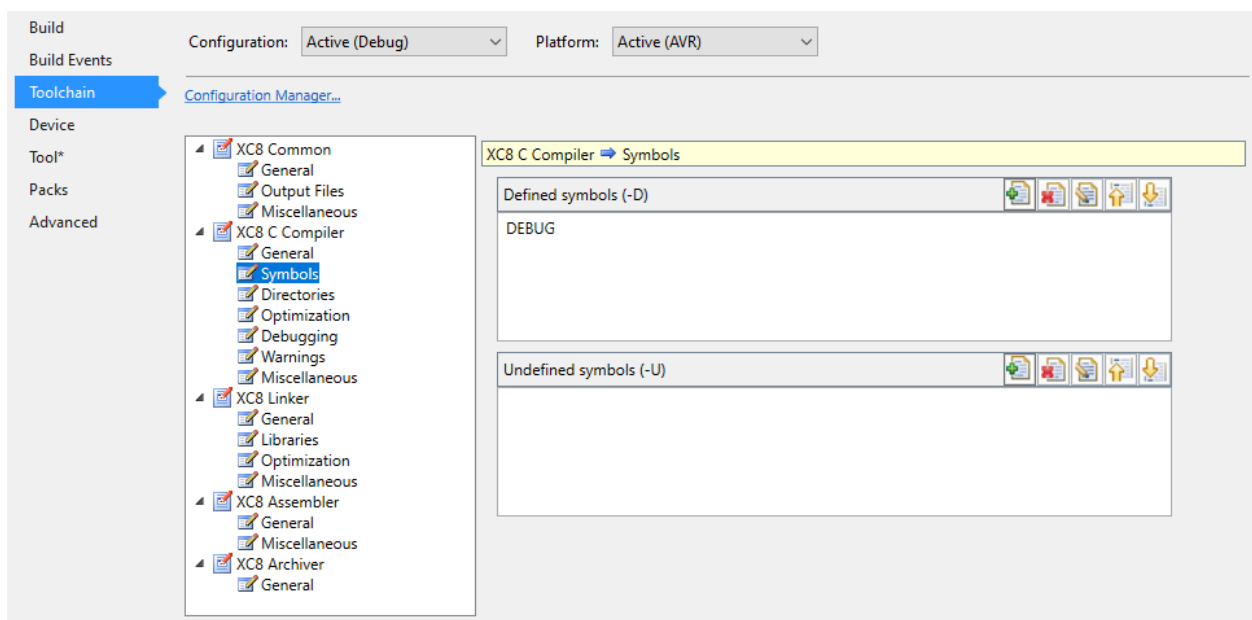 Build
Build Events
Toolchain
Device
Tool*
Packs
Advanced
Configuration: Active (Debug) Platform: Active (AVR)
Configuration Manager...
XC8 Common
General
Output Files
Miscellaneous
XC8 C Compiler
General
Symbols
Directories
Optimization
Debugging
Warnings
Miscellaneous
XC8 Linker
General
Libraries
Optimization
Miscellaneous
XC8 Assembler
General
Miscellaneous
XC8 Archiver
General
XC8 C Compiler ➡ Symbols
Defined symbols (-D)
DEBUG
Undefined symbols (-U)